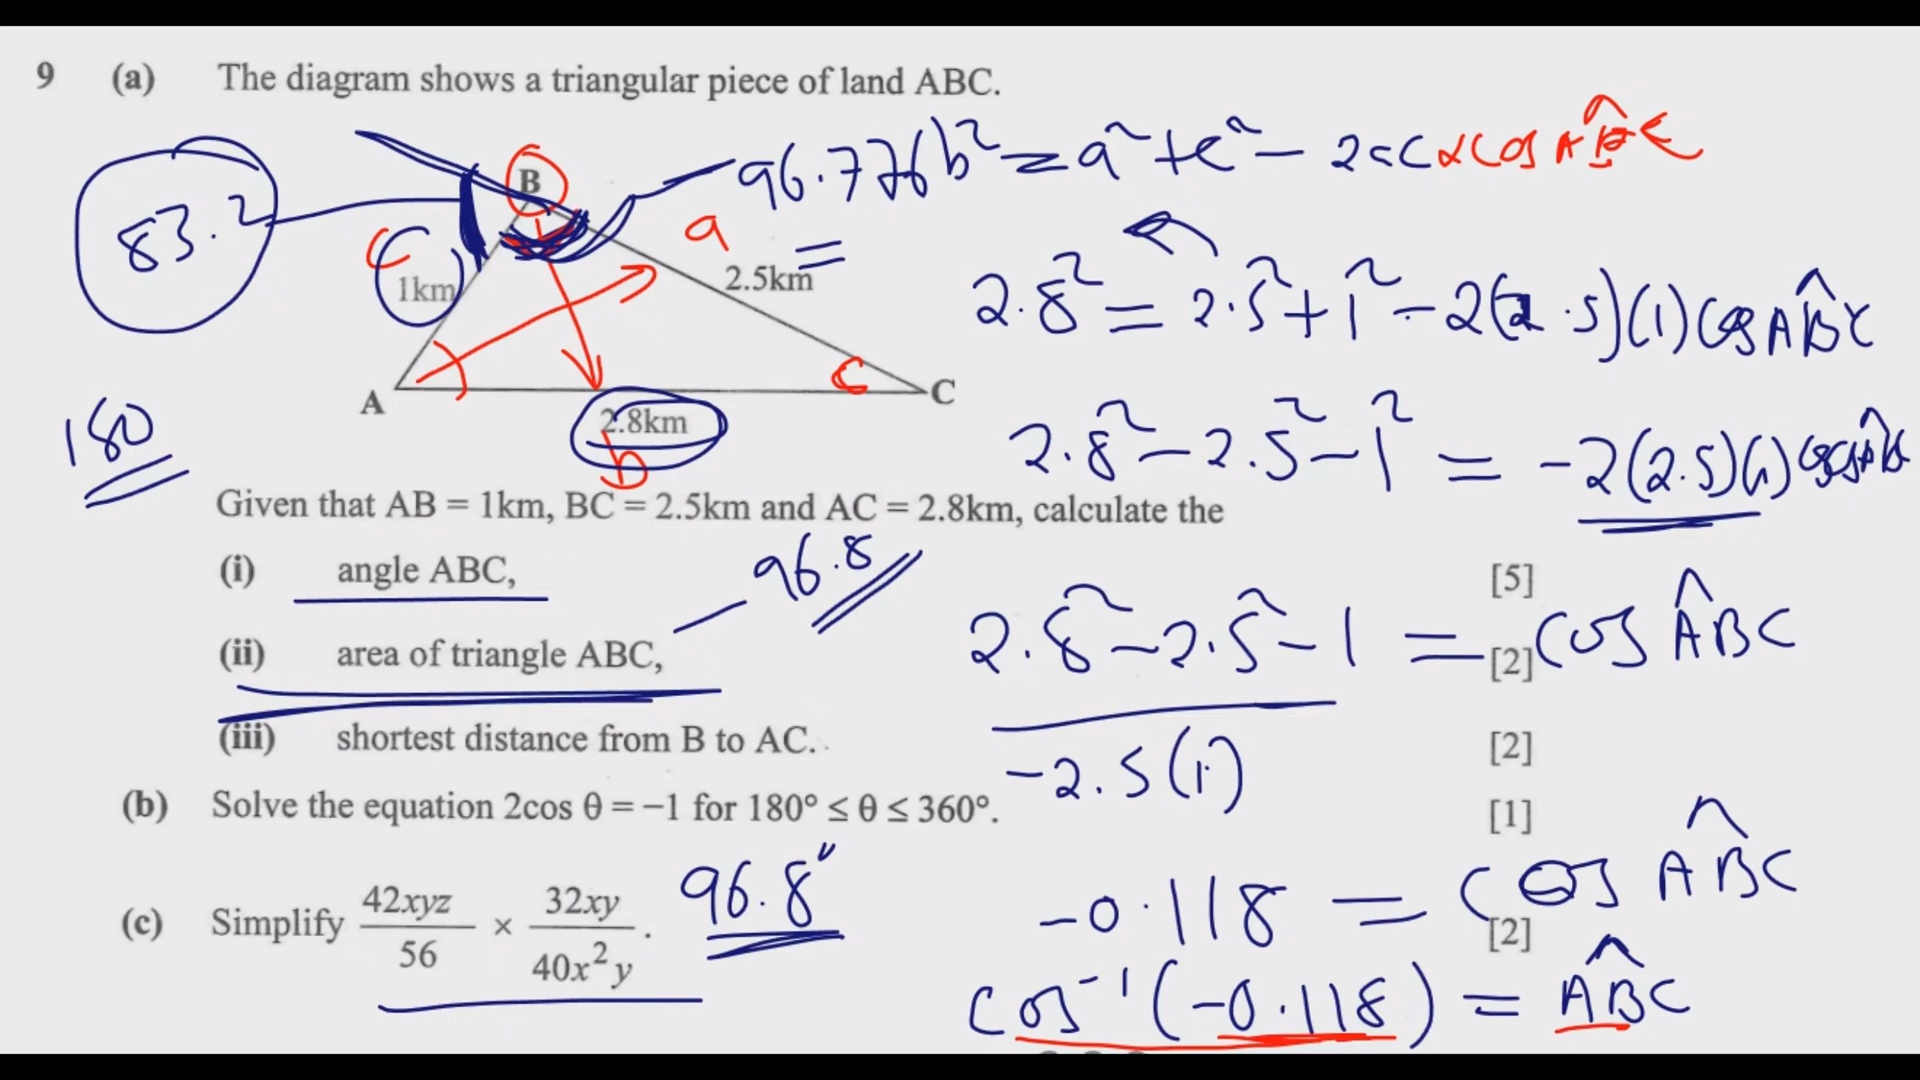 9 (a) The diagram shows a triangular piece of land ABC.
83.2
B
96.776
b² = a² + c² - 2ac x cos ABC
c
a
1km
2.5km
=
2.8² = 2.5² + 1² - 2(2.5)(1) cos ABC
A
c
C
2.8km
b
180
2.8² - 2.5² - 1² = -2(2.5)(1) cos ABC
Given that AB = 1km, BC = 2.5km and AC = 2.8km, calculate the
(i) angle ABC, [5]
96.8
(ii) area of triangle ABC, [2]
2.8² - 2.5² - 1 = cos ABC
-2.5(1)
(iii) shortest distance from B to AC. [2]
(b) Solve the equation 2cos θ = −1 for 180° ≤ θ ≤ 360°. [1]
96.8
-0.118 = cos ABC
(c) Simplify 42xyz/56 × 32xy/40x²y. [2]
cos⁻¹(-0.118) = ABC